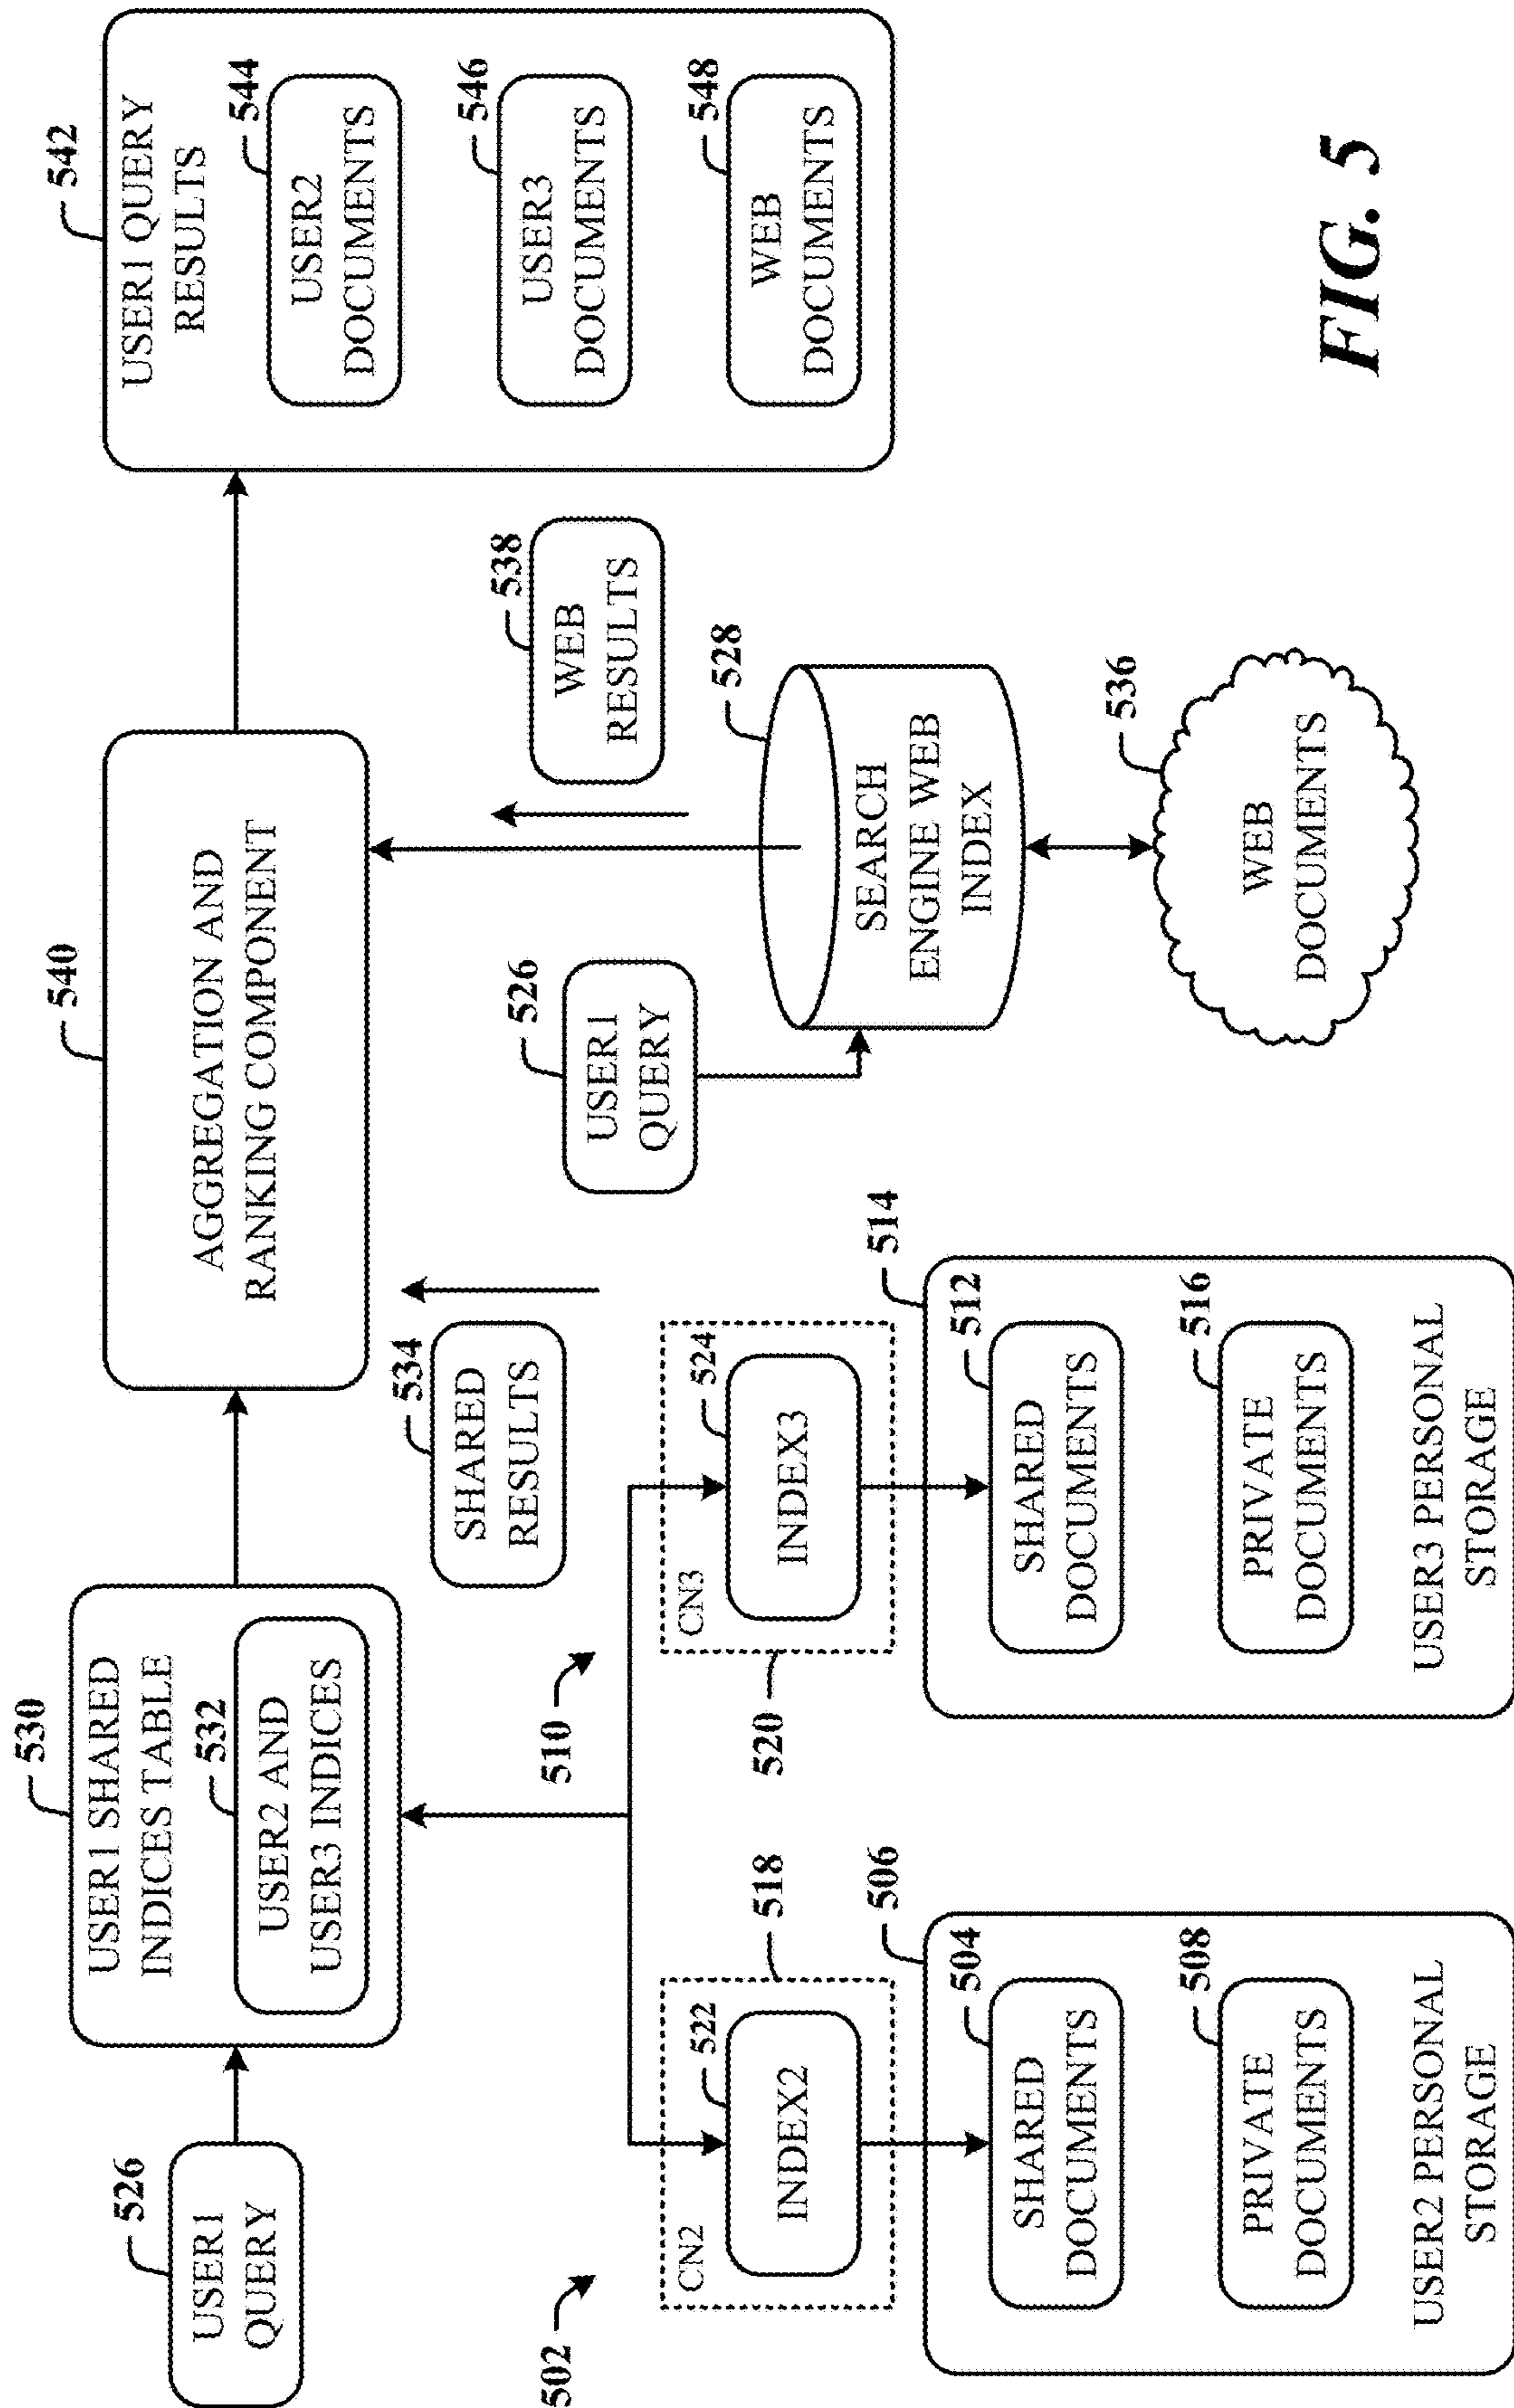 526
USER1
QUERY
530
USER1 SHARED
INDICES TABLE
532
USER2 AND
USER3 INDICES
540
AGGREGATION AND
RANKING COMPONENT
542
USER1 QUERY
RESULTS
544
USER2
DOCUMENTS
546
USER3
DOCUMENTS
548
WEB
DOCUMENTS
534
SHARED
RESULTS
526
USER1
QUERY
538
WEB
RESULTS
502
CN2
522
INDEX2
518
510
CN3
524
INDEX3
520
528
SEARCH
ENGINE WEB
INDEX
506
504
SHARED
DOCUMENTS
508
PRIVATE
DOCUMENTS
USER2 PERSONAL
STORAGE
514
512
SHARED
DOCUMENTS
516
PRIVATE
DOCUMENTS
USER3 PERSONAL
STORAGE
536
WEB
DOCUMENTS
FIG. 5